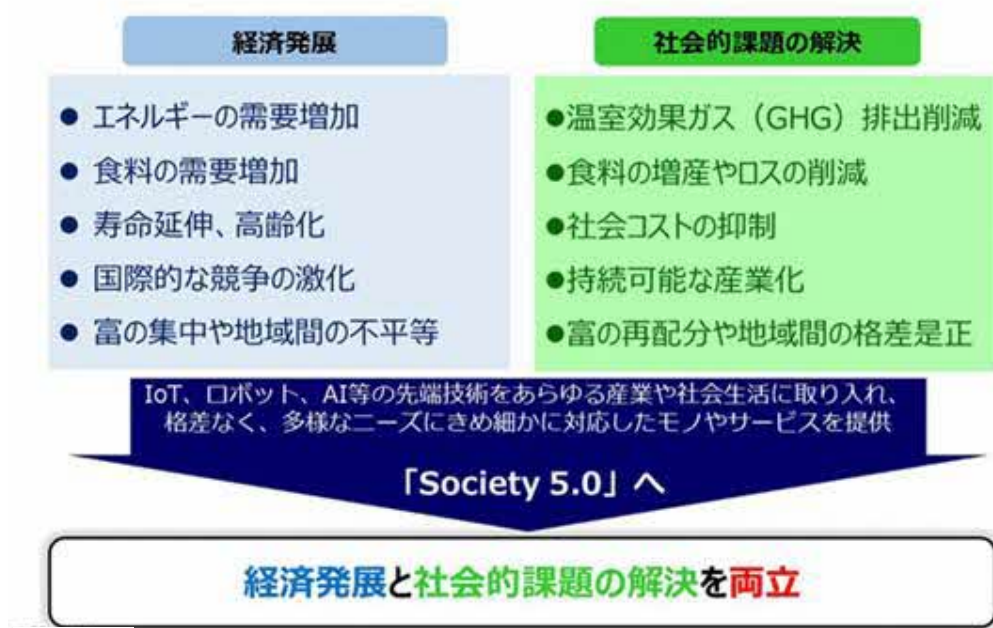 経済発展
● エネルギーの需要増加
● 食料の需要増加
● 寿命延伸、高齢化
● 国際的な競争の激化
● 富の集中や地域間の不平等
社会的課題の解決
●温室効果ガス（GHG）排出削減
●食料の増産やロスの削減
●社会コストの抑制
●持続可能な産業化
●富の再配分や地域間の格差是正
IoT、ロボット、AI等の先端技術をあらゆる産業や社会生活に取り入れ、
格差なく、多様なニーズにきめ細かに対応したモノやサービスを提供
「Society 5.0」へ
経済発展と社会的課題の解決を両立